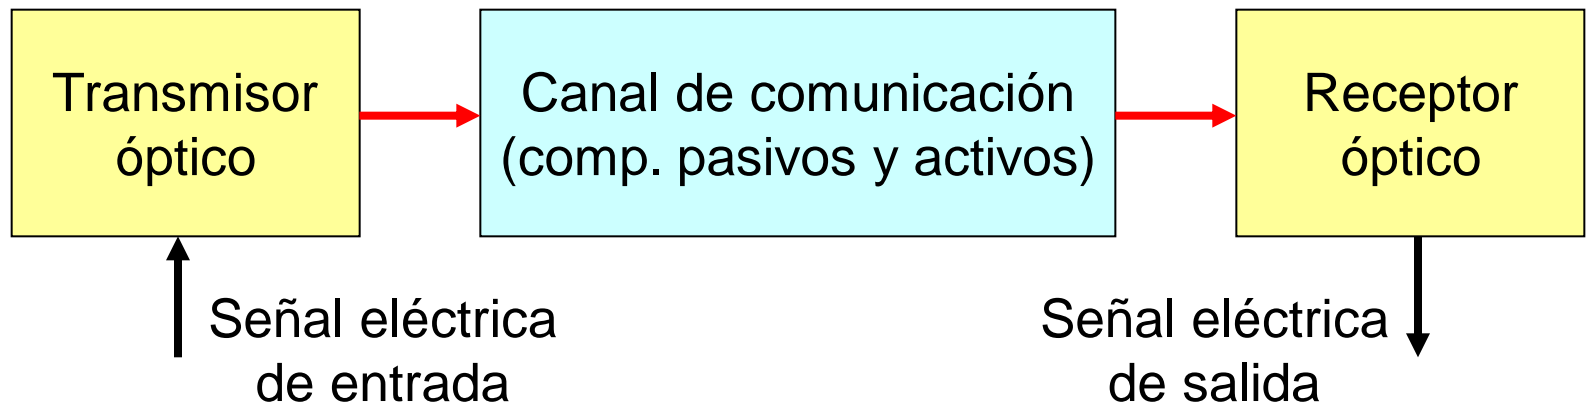 Transmisor
óptico
Canal de comunicación
(comp. pasivos y activos)
Receptor
óptico
Señal eléctrica
de entrada
Señal eléctrica
de salida